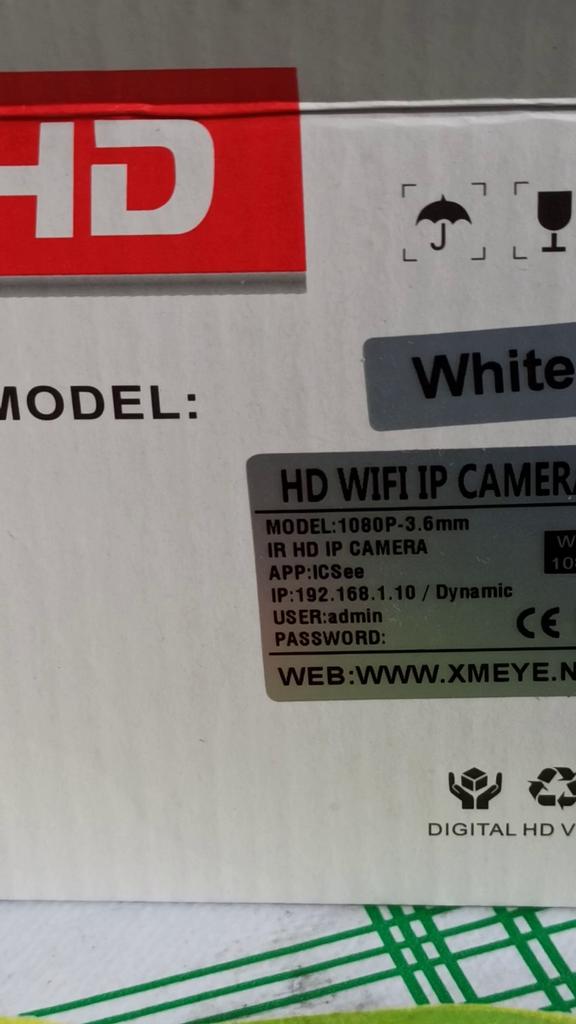 HD
MODEL:
White
HD WIFI IP CAMERA
MODEL:1080P-3.6mm
IR HD IP CAMERA
APP:ICSee
IP:192.168.1.10 / Dynamic
USER:admin
PASSWORD:
CE
WEB:WWW.XMEYE.N
DIGITAL HD V